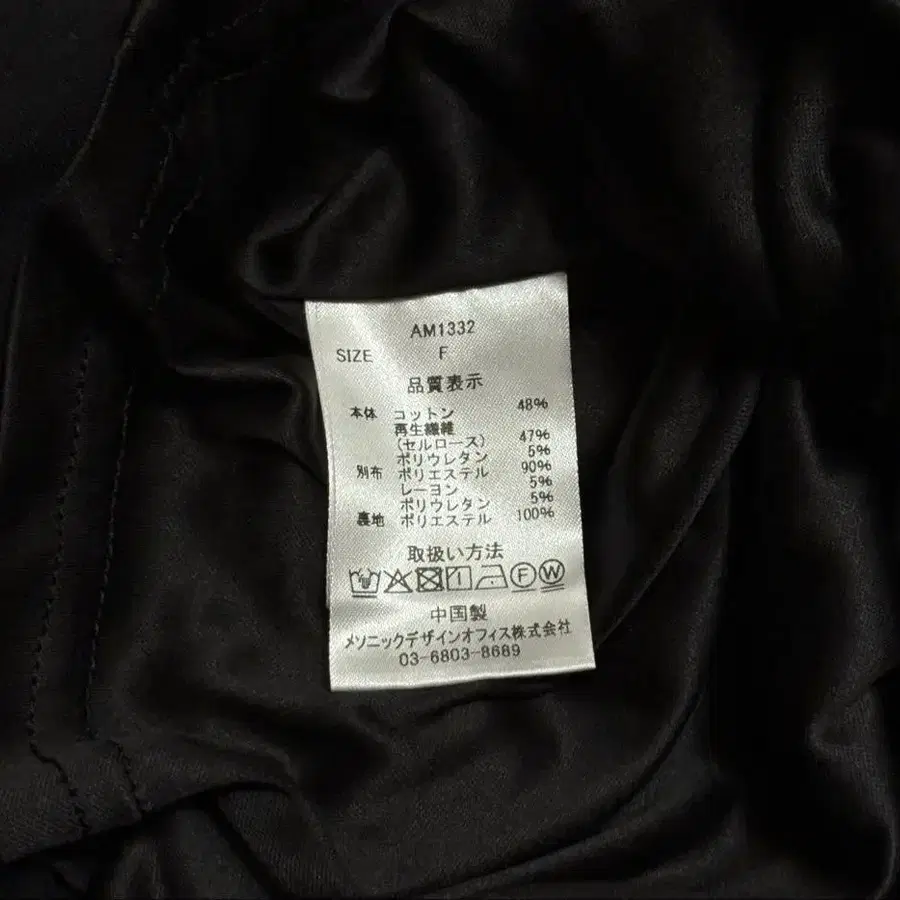 AM1332
SIZE F
品質表示
本体 コットン 48%
再生繊維
(セルロース) 47%
ポリウレタン 5%
別布 ポリエステル 90%
レーヨン 5%
ポリウレタン 5%
裏地 ポリエステル 100%
取扱い方法
F W
中国製
メソニックデザインオフィス株式会社
03-6803-8689